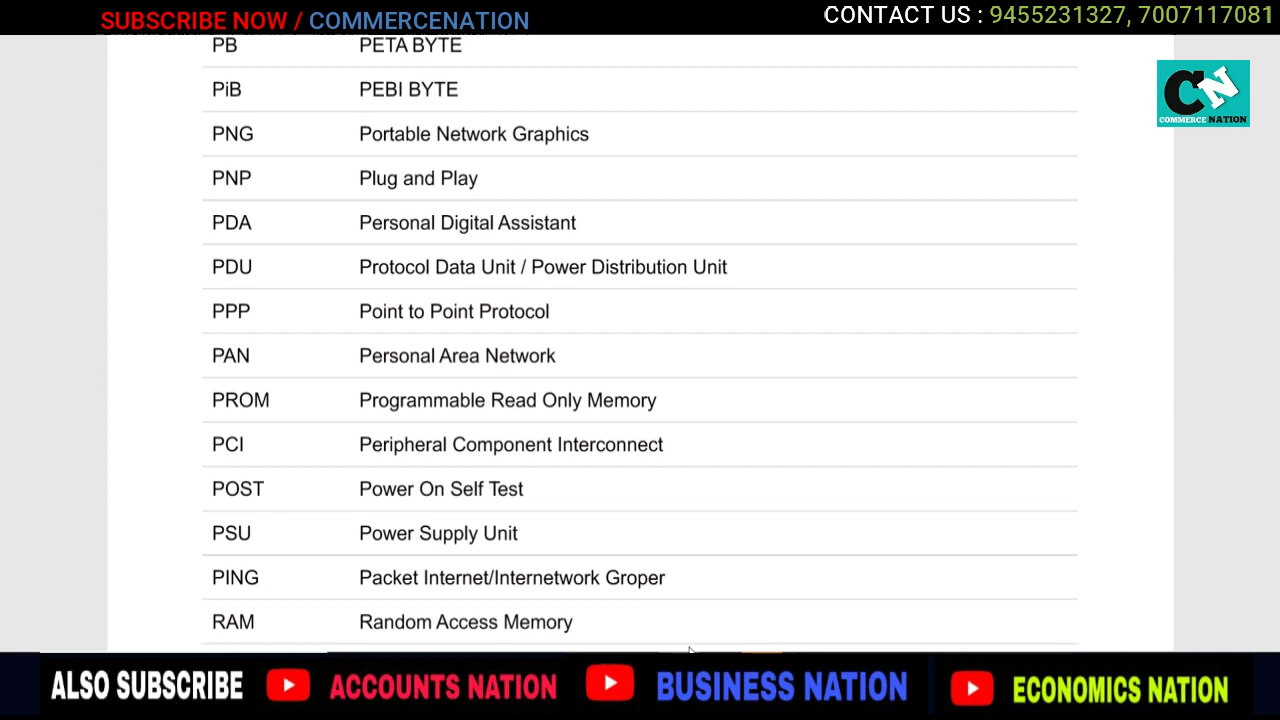 SUBSCRIBE NOW / COMMERCENATION
CONTACT US : 9455231327, 7007117081
CN
COMMERCE NATION
PB PETA BYTE
PiB PEBI BYTE
PNG Portable Network Graphics
PNP Plug and Play
PDA Personal Digital Assistant
PDU Protocol Data Unit / Power Distribution Unit
PPP Point to Point Protocol
PAN Personal Area Network
PROM Programmable Read Only Memory
PCI Peripheral Component Interconnect
POST Power On Self Test
PSU Power Supply Unit
PING Packet Internet/Internetwork Groper
RAM Random Access Memory
ALSO SUBSCRIBE ACCOUNTS NATION BUSINESS NATION ECONOMICS NATION